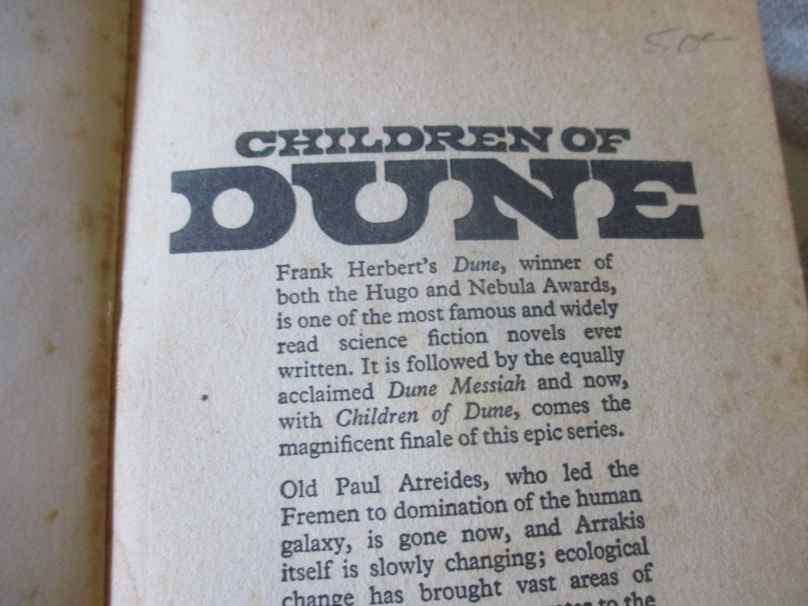 50c
CHILDREN OF
DUNE
Frank Herbert's Dune, winner of
both the Hugo and Nebula Awards,
is one of the most famous and widely
read science fiction novels ever
written. It is followed by the equally
acclaimed Dune Messiah and now,
with Children of Dune, comes the
magnificent finale of this epic series.
Old Paul Atreides, who led the
Fremen to domination of the human
galaxy, is gone now, and Arrakis
itself is slowly changing; ecological
change has brought vast areas of
to the